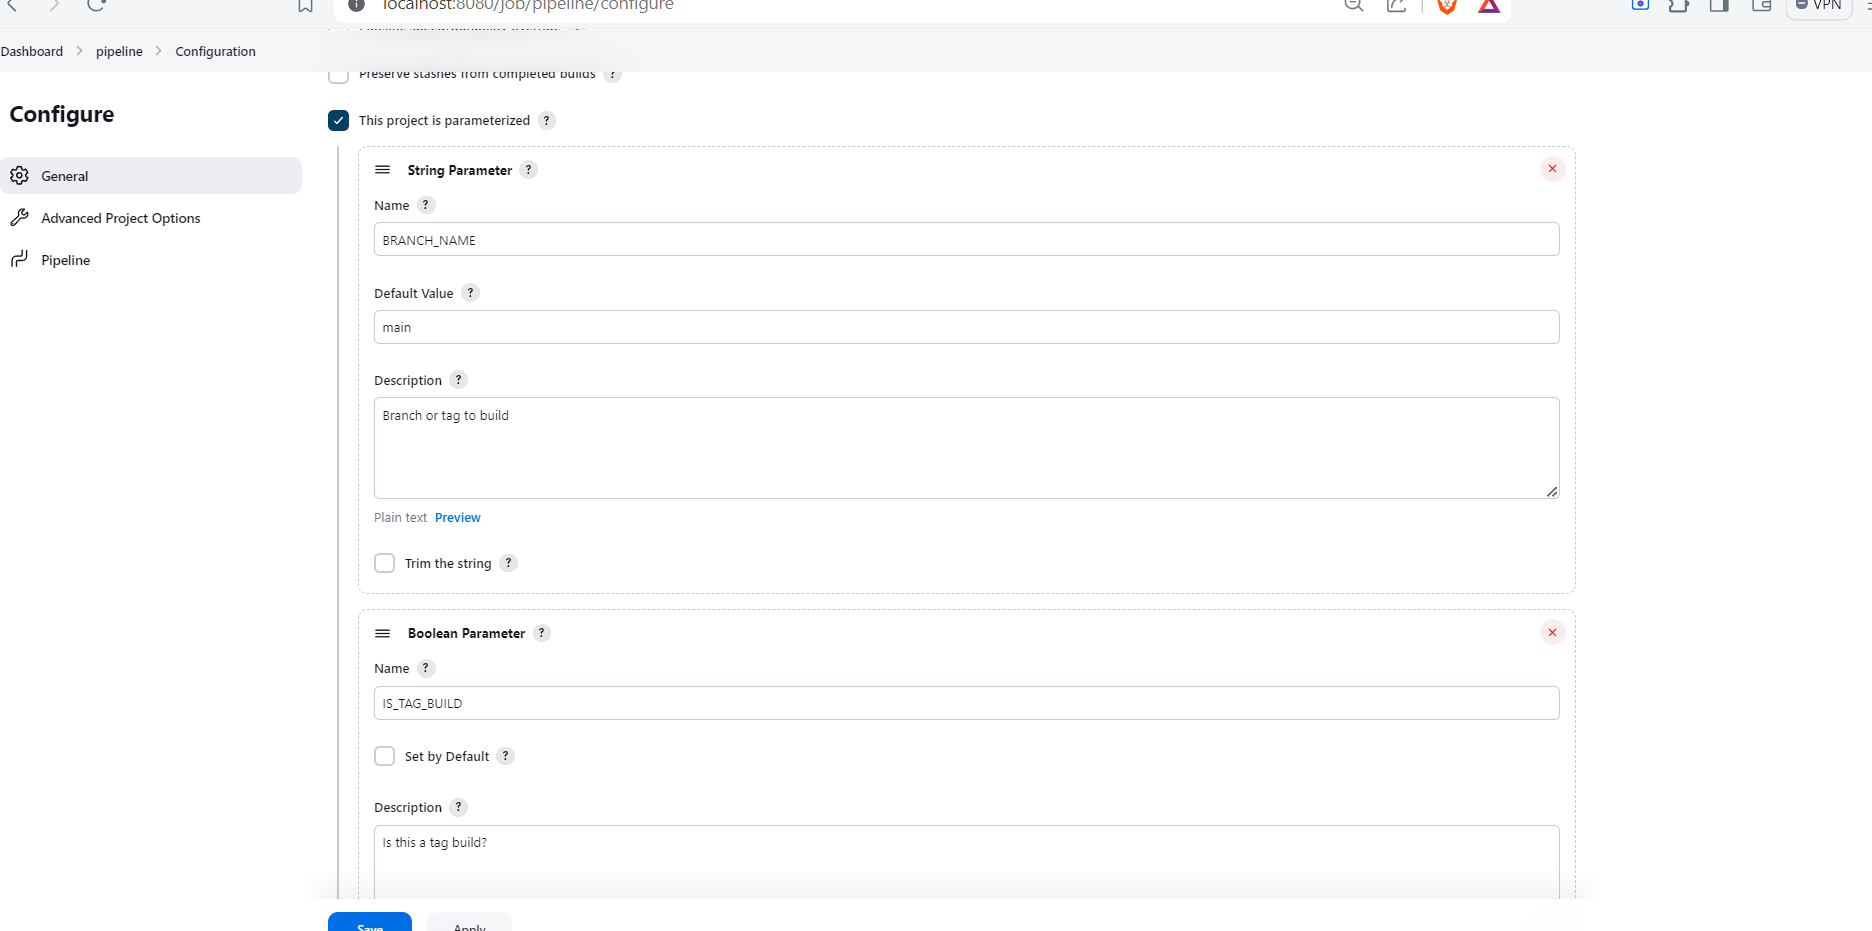 localhost:8080/job/pipeline/configure
VPN
Dashboard > pipeline > Configuration
Preserve stashes from completed builds ?
Configure
This project is parameterized ?
String Parameter ?
General
Name ?
Advanced Project Options
BRANCH_NAME
Pipeline
Default Value ?
main
Description ?
Branch or tag to build
Plain text Preview
Trim the string ?
Boolean Parameter ?
Name ?
IS_TAG_BUILD
Set by Default ?
Description ?
Is this a tag build?
Save Apply